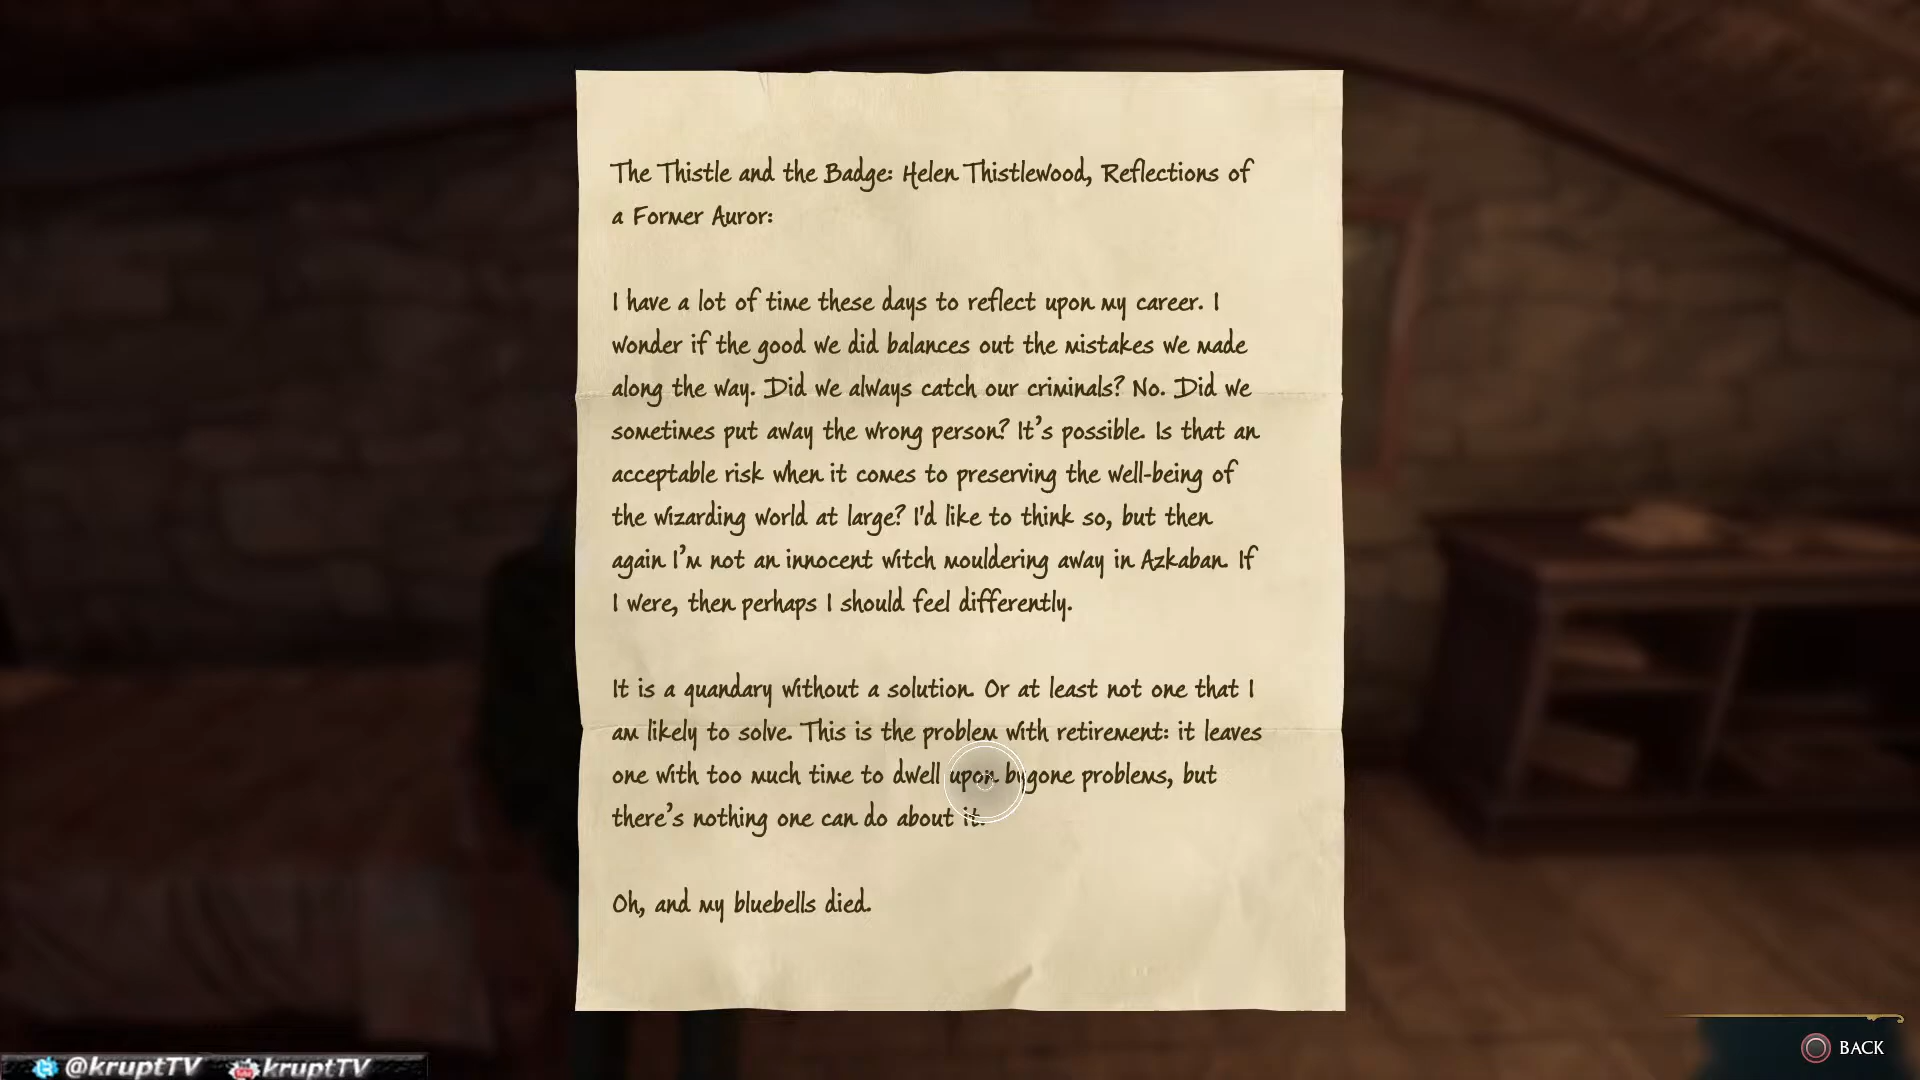 The Thistle and the Badge: Helen Thistlewood, Reflections of
a Former Auror:
I have a lot of time these days to reflect upon my career. I
wonder if the good we did balances out the mistakes we made
along the way. Did we always catch our criminals? No. Did we
sometimes put away the wrong person? It's possible. Is that an
acceptable risk when it comes to preserving the well-being of
the wizarding world at large? I'd like to think so, but then
again I'm not an innocent witch mouldering away in Azkaban. If
I were, then perhaps I should feel differently.
It is a quandary without a solution. Or at least not one that I
am likely to solve. This is the problem with retirement: it leaves
one with too much time to dwell upon bygone problems, but
there's nothing one can do about it.
Oh, and my bluebells died.
BACK
@kruptTV kruptTV